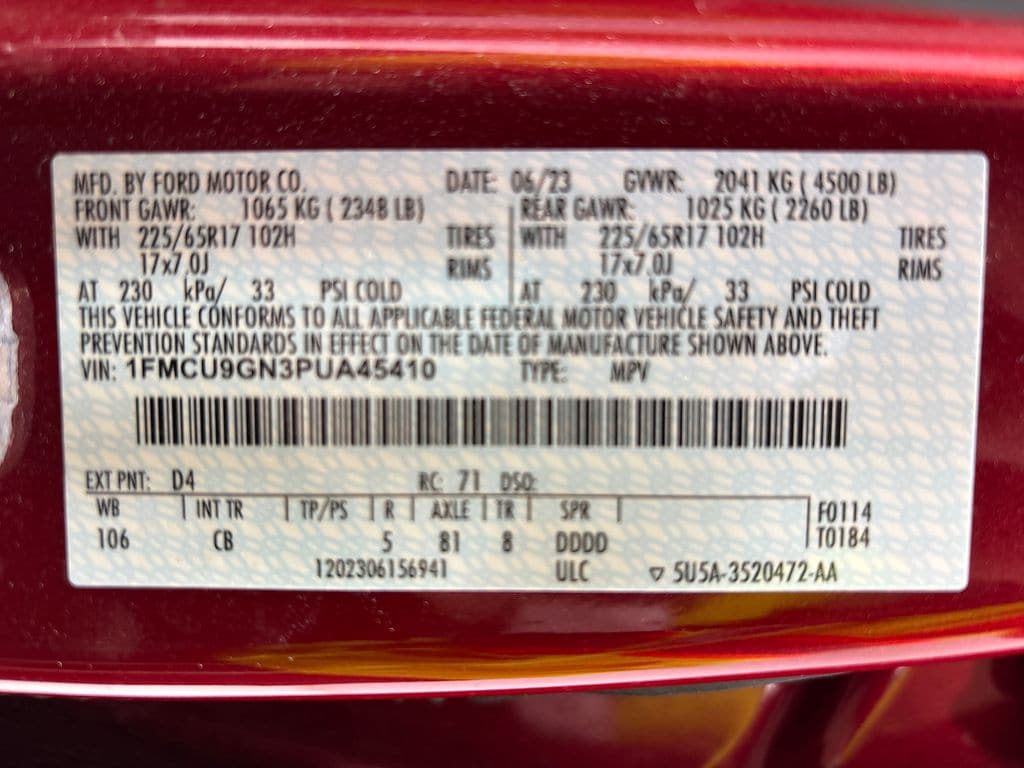 MFD. BY FORD MOTOR CO. DATE: 06/23 GVWR: 2041 KG ( 4500 LB)
FRONT GAWR: 1065 KG ( 2348 LB) REAR GAWR: 1025 KG ( 2260 LB)
WITH 225/65R17 102H TIRES WITH 225/65R17 102H TIRES
17x7.0J RIMS 17x7.0J RIMS
AT 230 kPa/ 33 PSI COLD AT 230 kPa/ 33 PSI COLD
THIS VEHICLE CONFORMS TO ALL APPLICABLE FEDERAL MOTOR VEHICLE SAFETY AND THEFT
PREVENTION STANDARDS IN EFFECT ON THE DATE OF MANUFACTURE SHOWN ABOVE.
VIN: 1FMCU9GN3PUA45410 TYPE: MPV
EXT PNT: D4 RC: 71 DSO:
WB INT TR TP/PS R AXLE TR SPR F0114
106 CB 5 81 8 DDDD T0184
1202306156941 ULC ▽ 5U5A-3520472-AA